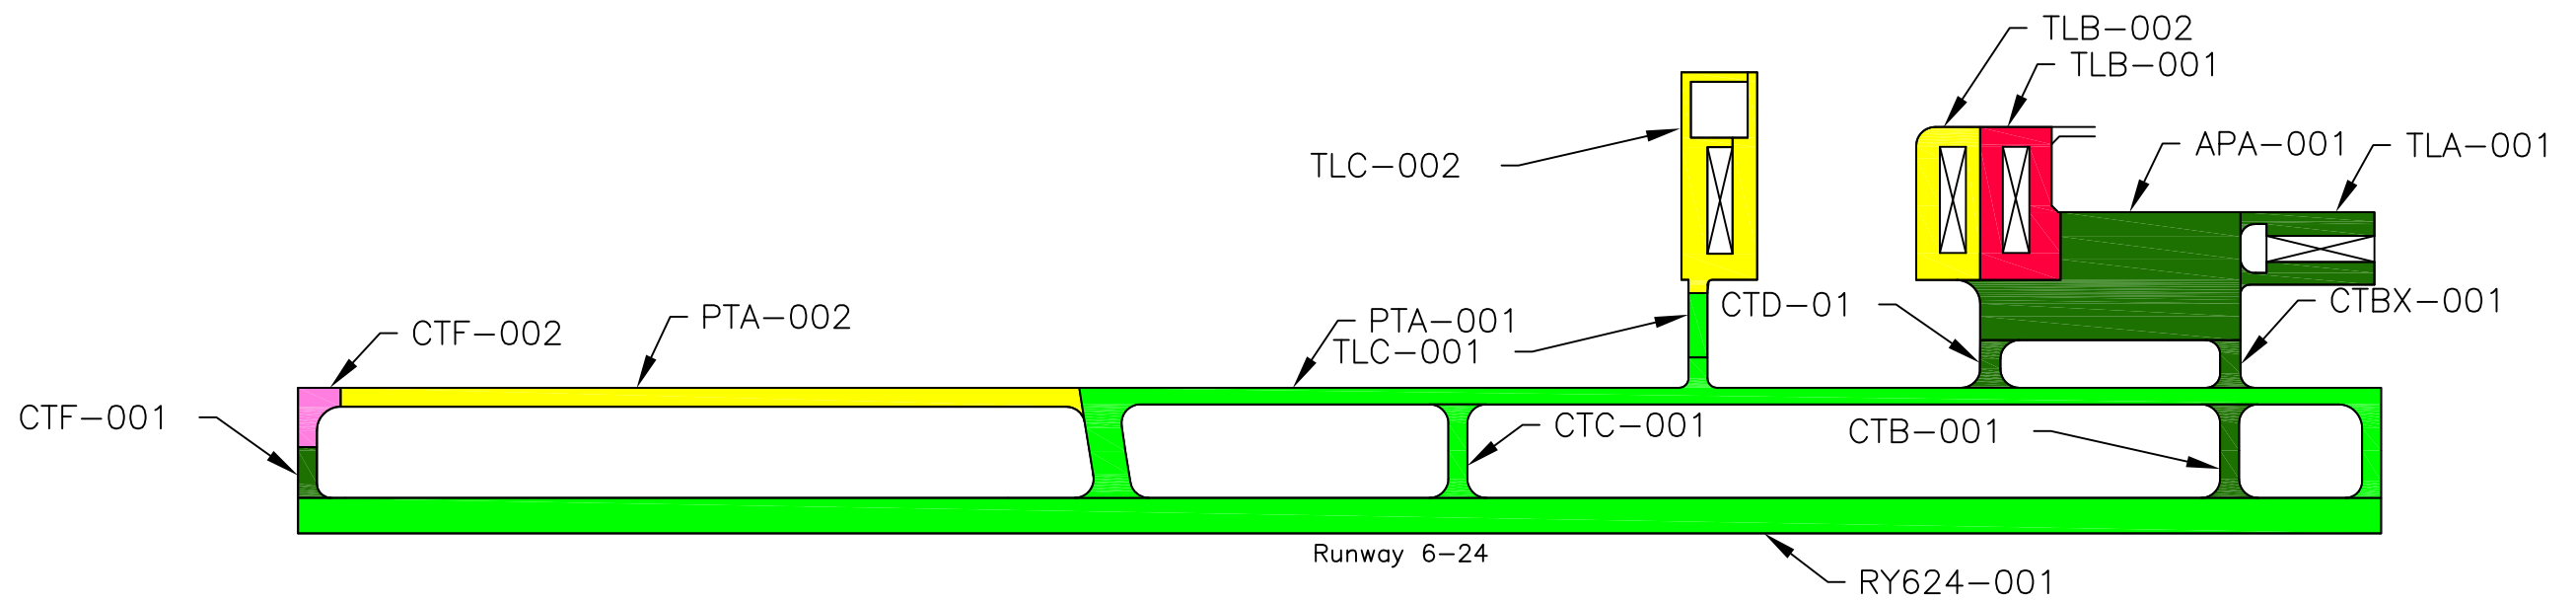 TLB-002
TLB-001
APA-001
TLA-001
TLC-002
CTBX-001
CTD-01
PTA-002
PTA-001
CTF-002
TLC-001
CTF-001
CTC-001
CTB-001
Runway 6-24
RY624-001